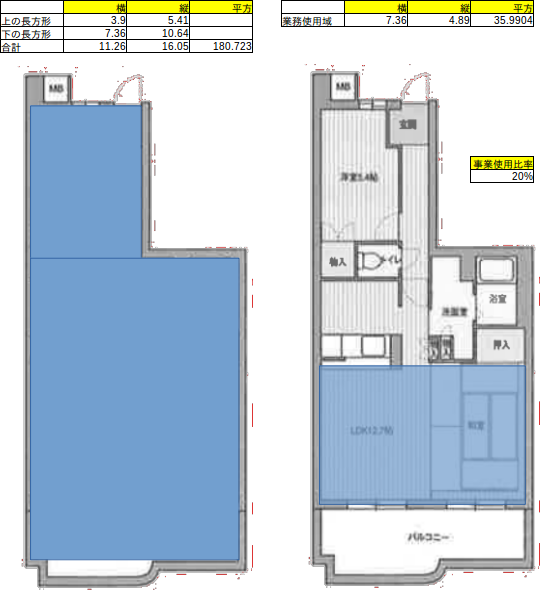 横 縦 平方
上の長方形 3.9 5.41
下の長方形 7.36 10.64
合計 11.26 16.05 180.723
横 縦 平方
業務使用域 7.36 4.89 35.9904
事業使用比率
20%
MB
MB
玄関
洋室5.4帖
物入
トイレ
浴室
洗面室
押入
物入
LDK12.7帖
和室
バルコニー